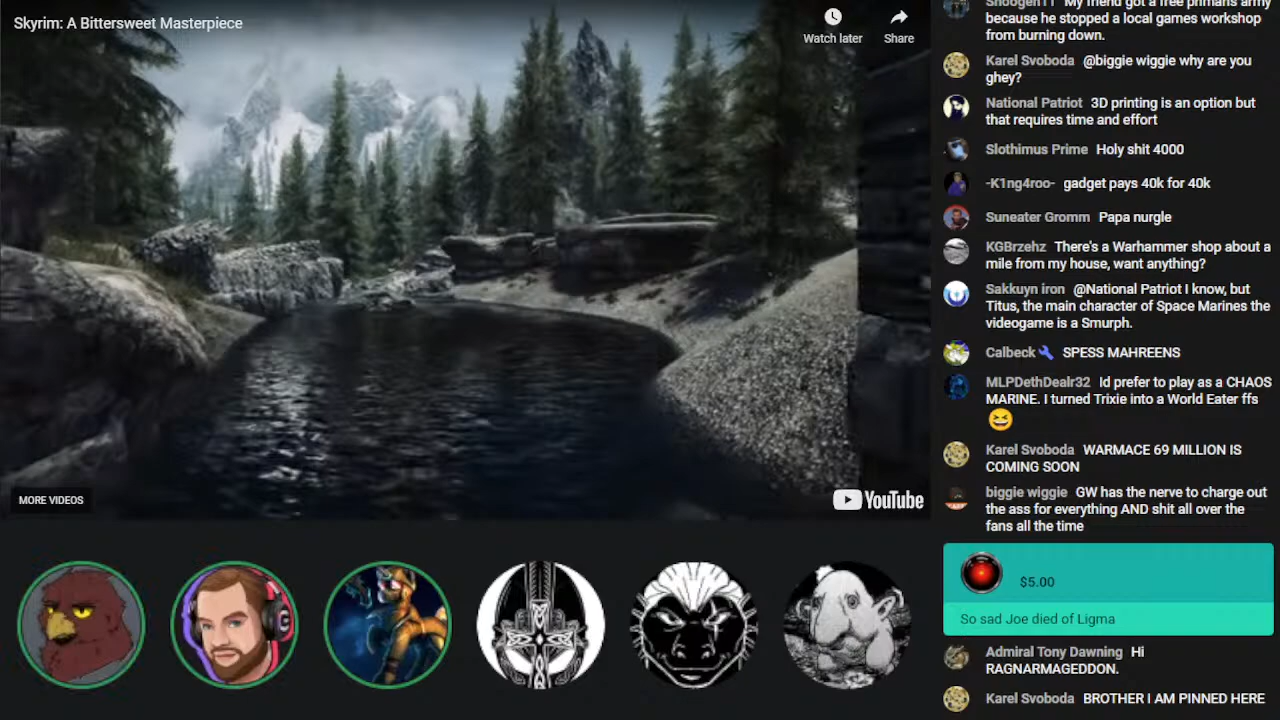 Skyrim: A Bittersweet Masterpiece
Watch later
Share
MORE VIDEOS
YouTube
Shoogen11 My friend got a free primaris army
because he stopped a local games workshop
from burning down.
Karel Svoboda @biggie wiggie why are you
ghey?
National Patriot 3D printing is an option but
that requires time and effort
Slothimus Prime Holy shit 4000
-K1ng4roo- gadget pays 40k for 40k
Suneater Gromm Papa nurgle
KGBrzehz There's a Warhammer shop about a
mile from my house, want anything?
Sakkuyn iron @National Patriot I know, but
Titus, the main character of Space Marines the
videogame is a Smurph.
Calbeck SPESS MAHREENS
MLPDethDealr32 Id prefer to play as a CHAOS
MARINE. I turned Trixie into a World Eater ffs
Karel Svoboda WARMACE 69 MILLION IS
COMING SOON
biggie wiggie GW has the nerve to charge out
the ass for everything AND shit all over the
fans all the time
$5.00
So sad Joe died of Ligma
Admiral Tony Dawning Hi
RAGNARMAGEDDON.
Karel Svoboda BROTHER I AM PINNED HERE